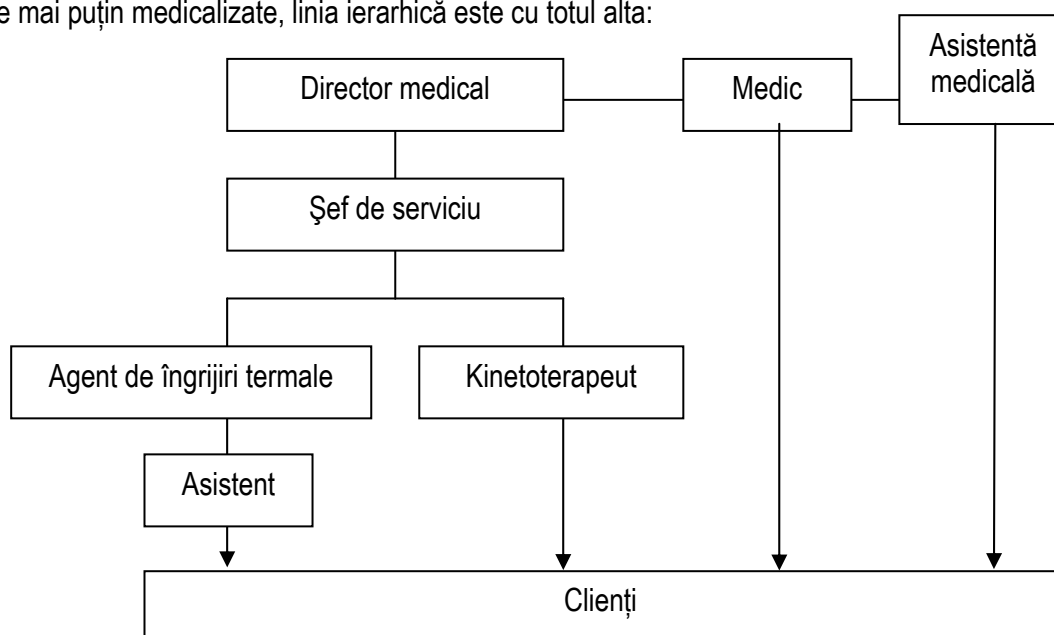 e mai puțin medicalizate, linia ierarhică este cu totul alta:
Asistentă
medicală
Director medical
Medic
Şef de serviciu
Agent de îngrijiri termale
Kinetoterapeut
Asistent
Clienți